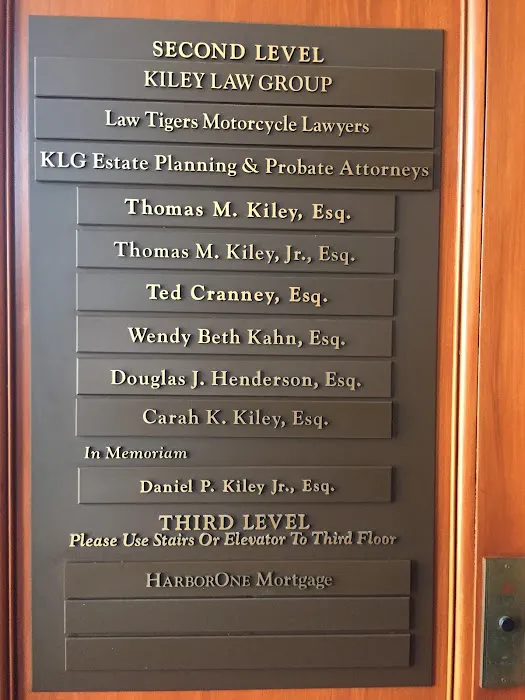 SECOND LEVEL
KILEY LAW GROUP
Law Tigers Motorcycle Lawyers
KLG Estate Planning & Probate Attorneys
Thomas M. Kiley, Esq.
Thomas M. Kiley, Jr., Esq.
Ted Cranney, Esq.
Wendy Beth Kahn, Esq.
Douglas J. Henderson, Esq.
Carah K. Kiley, Esq.
In Memoriam
Daniel P. Kiley Jr., Esq.
THIRD LEVEL
Please Use Stairs Or Elevator To Third Floor
HARBORONE Mortgage